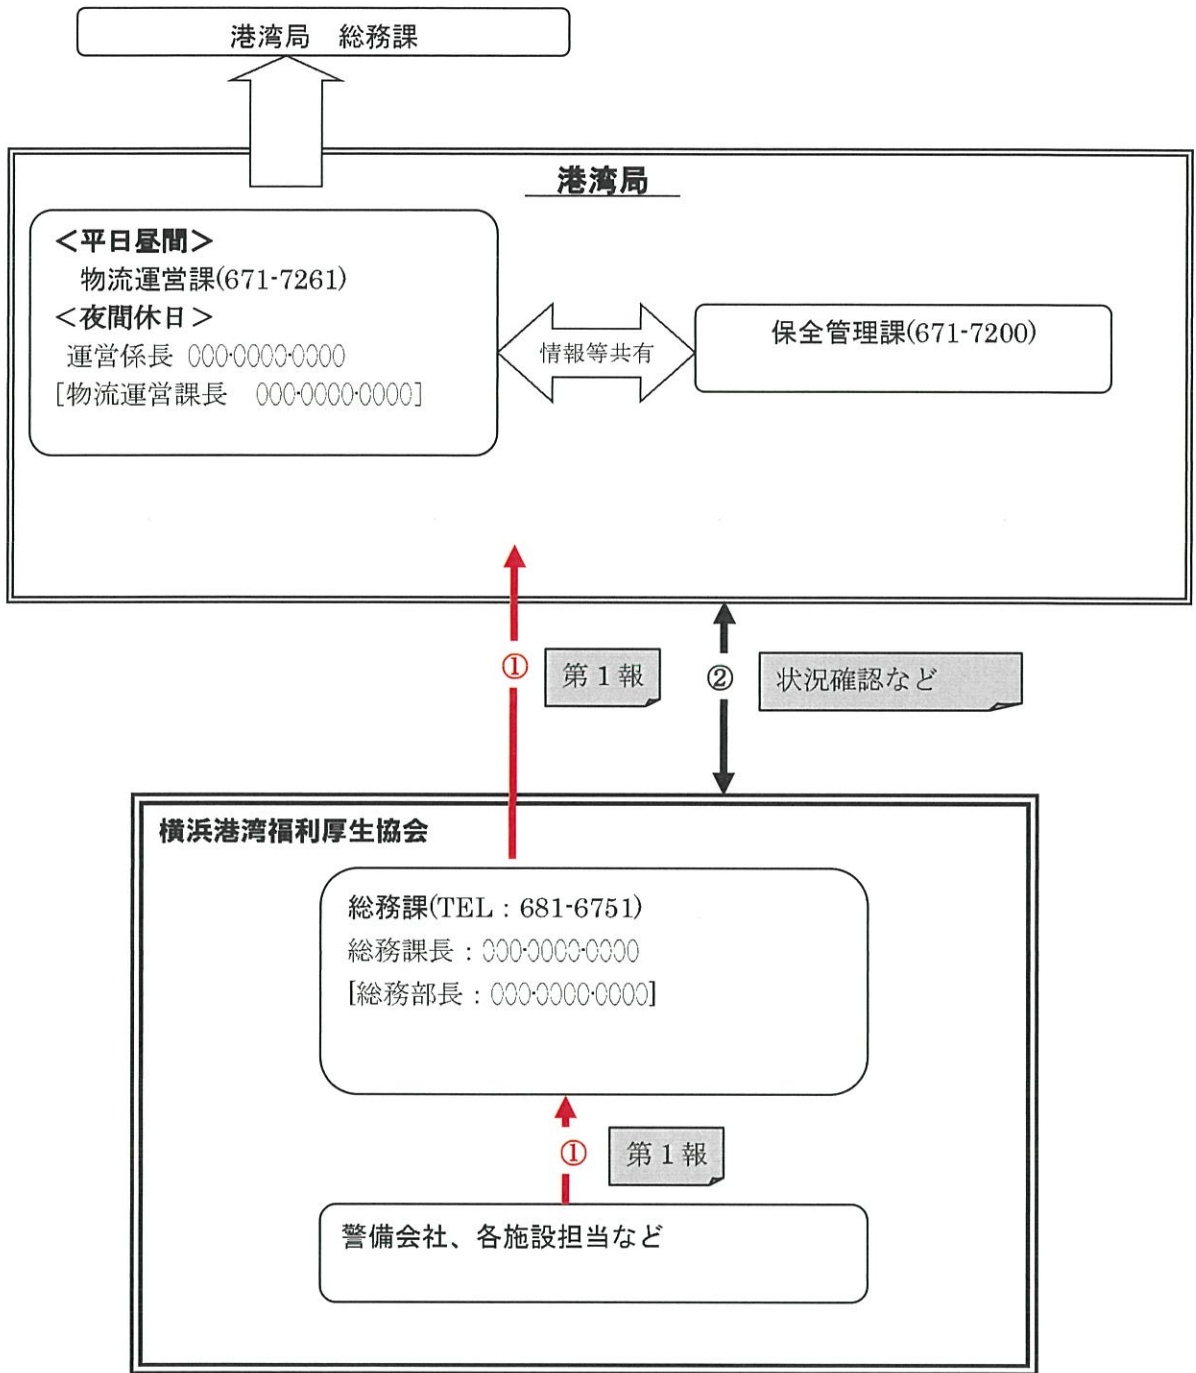 港湾局　総務課
港湾局
＜平日昼間＞
物流運営課(671-7261)
＜夜間休日＞
運営係長 000-0000-0000
[物流運営課長　000-0000-0000]
情報等共有
保全管理課(671-7200)
①
第１報
②
状況確認など
横浜港湾福利厚生協会
総務課(TEL：681-6751)
総務課長：000-0000-0000
[総務部長：000-0000-0000]
①
第１報
警備会社、各施設担当など